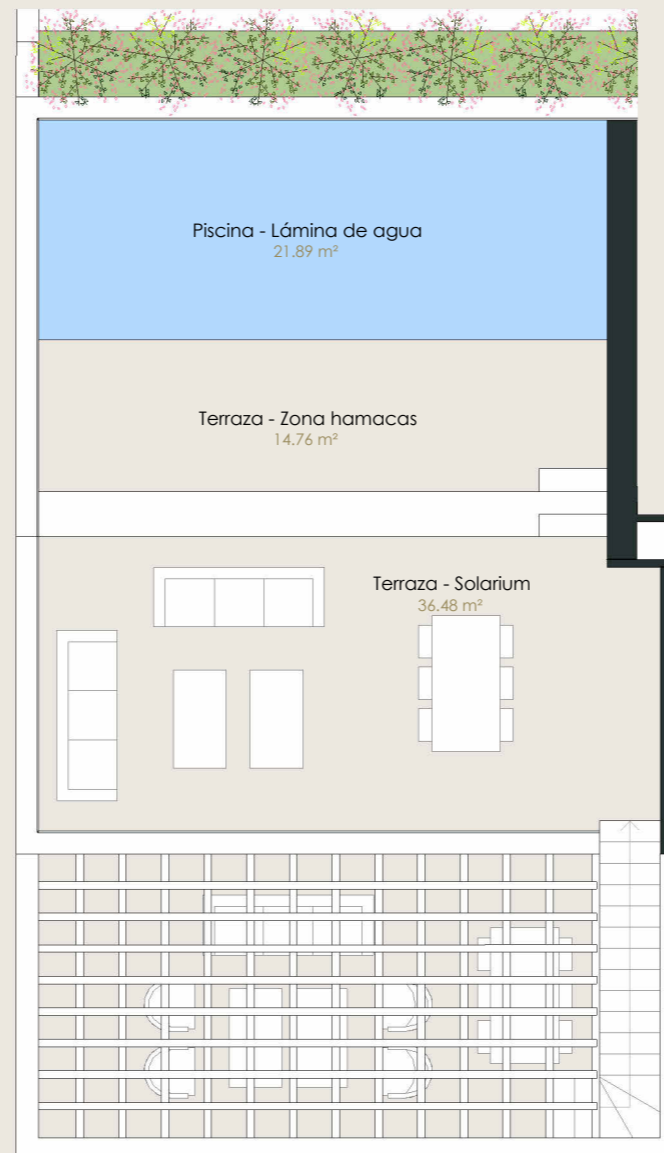 Piscina - Lámina de agua
21.89 m²
Terraza - Zona hamacas
14.76 m²
Terraza - Solarium
36.48 m²